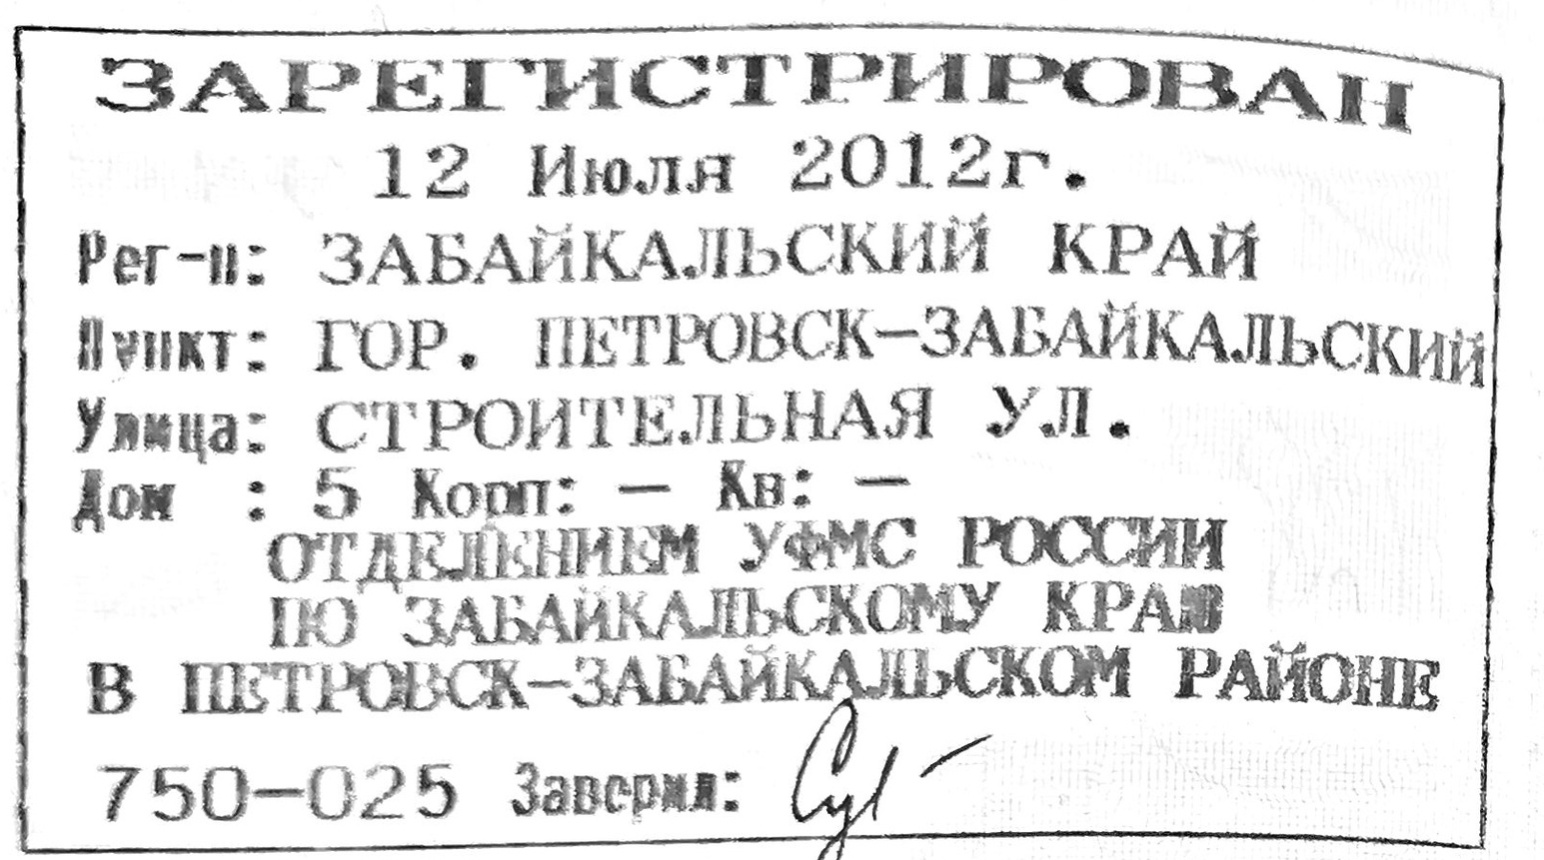 ЗАРЕГИСТРИРОВАН
12 Июля 2012г.
Рег-н: ЗАБАЙКАЛЬСКИЙ КРАЙ
Пункт: ГОР. ПЕТРОВСК-ЗАБАЙКАЛЬСКИЙ
Улица: СТРОИТЕЛЬНАЯ УЛ.
Дом : 5 Корп: — Кв: —
ОТДЕЛЕНИЕМ УФМС РОССИИ
ПО ЗАБАЙКАЛЬСКОМУ КРАЮ
В ПЕТРОВСК-ЗАБАЙКАЛЬСКОМ РАЙОНЕ
750-025 Заверил: